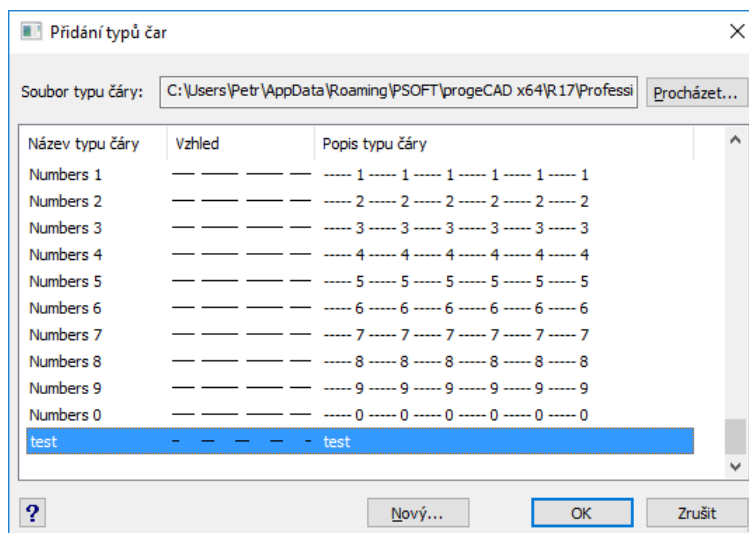 Přidání typů čar
Soubor typu čáry: C:\Users\Petr\AppData\Roaming\PSOFT\progeCAD x64\R17\Professi Procházet...
Název typu čáry Vzhled Popis typu čáry
Numbers 1 ----- 1 ----- 1 ----- 1 ----- 1 ----- 1 ----- 1
Numbers 2 ----- 2 ----- 2 ----- 2 ----- 2 ----- 2 ----- 2
Numbers 3 ----- 3 ----- 3 ----- 3 ----- 3 ----- 3 ----- 3
Numbers 4 ----- 4 ----- 4 ----- 4 ----- 4 ----- 4 ----- 4
Numbers 5 ----- 5 ----- 5 ----- 5 ----- 5 ----- 5 ----- 5
Numbers 6 ----- 6 ----- 6 ----- 6 ----- 6 ----- 6 ----- 6
Numbers 7 ----- 7 ----- 7 ----- 7 ----- 7 ----- 7 ----- 7
Numbers 8 ----- 8 ----- 8 ----- 8 ----- 8 ----- 8 ----- 8
Numbers 9 ----- 9 ----- 9 ----- 9 ----- 9 ----- 9 ----- 9
Numbers 0 ----- 0 ----- 0 ----- 0 ----- 0 ----- 0 ----- 0
test test
? Nový... OK Zrušit